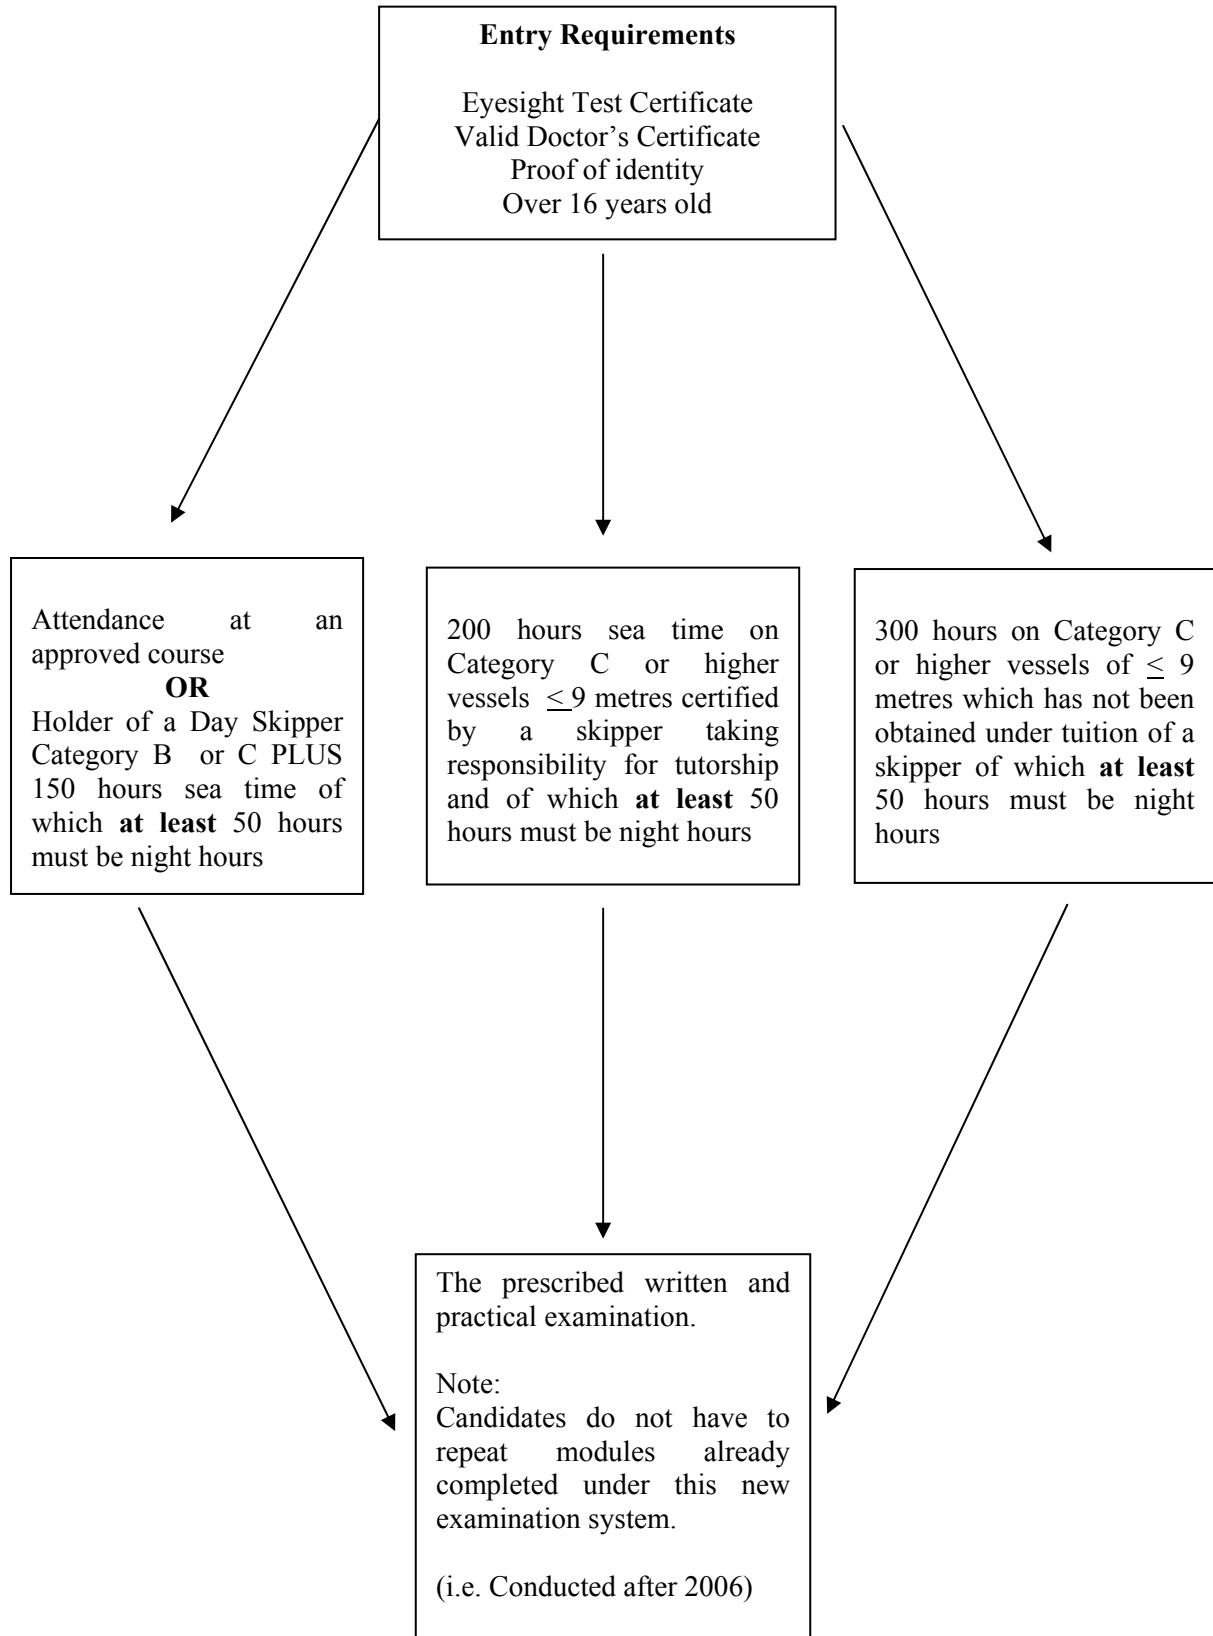 Entry Requirements
Eyesight Test Certificate
Valid Doctor’s Certificate
Proof of identity
Over 16 years old
Attendance at an
approved course
OR
Holder of a Day Skipper
Category B or C PLUS
150 hours sea time of
which at least 50 hours
must be night hours
200 hours sea time on
Category C or higher
vessels < 9 metres certified
by a skipper taking
responsibility for tutorship
and of which at least 50
hours must be night hours
300 hours on Category C
or higher vessels of < 9
metres which has not been
obtained under tuition of a
skipper of which at least
50 hours must be night
hours
The prescribed written and
practical examination.
Note:
Candidates do not have to
repeat modules already
completed under this new
examination system.
(i.e. Conducted after 2006)